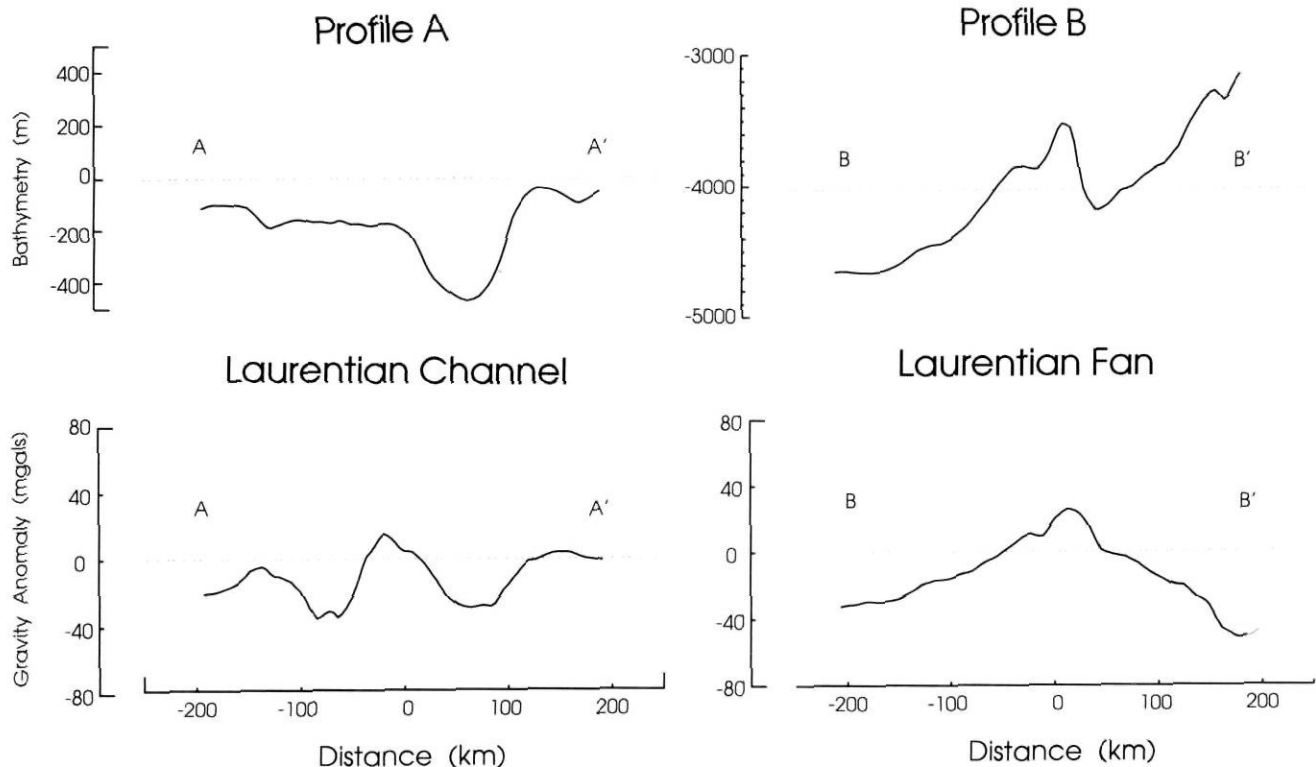 Profile A
Profile B
Bathymetry (m)
400
200
0
-200
-400
A
A'
-3000
-4000
-5000
B
B'
Laurentian Channel
Laurentian Fan
Gravity Anomaly (mgals)
80
40
0
-40
-80
A
A'
-200
-100
0
100
200
Distance (km)
80
40
0
-40
-80
B
B'
-200
-100
0
100
200
Distance (km)